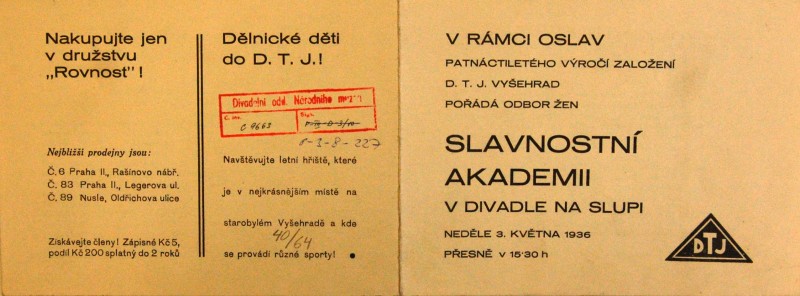 Nakupujte jen
v družstvu
„Rovnost"!
Nejbližší prodejny jsou:
Č. 6 Praha II., Rašínovo nábř.
Č. 83 Praha II., Legerova ul.
Č. 89 Nusle, Oldřichova ulice
Získávejte členy! Zápisné Kč 5,
podíl Kč 200 splatný do 2 roků
Dělnické děti
do D. T. J.!
Divadelní odd. Národního musea
C 9663
P-I-8-227
Navštěvujte letní hřiště, které
je v nejkrásnějším místě na
starobylém Vyšehradě a kde
40/64
se provádí různé sporty! •
V RÁMCI OSLAV
PATNÁCTILETÉHO VÝROČÍ ZALOŽENÍ
D. T. J. VYŠEHRAD
POŘÁDÁ ODBOR ŽEN
SLAVNOSTNÍ
AKADEMII
V DIVADLE NA SLUPI
NEDĚLE 3. KVĚTNA 1936
PŘESNĚ V 15·30 h
DTJ